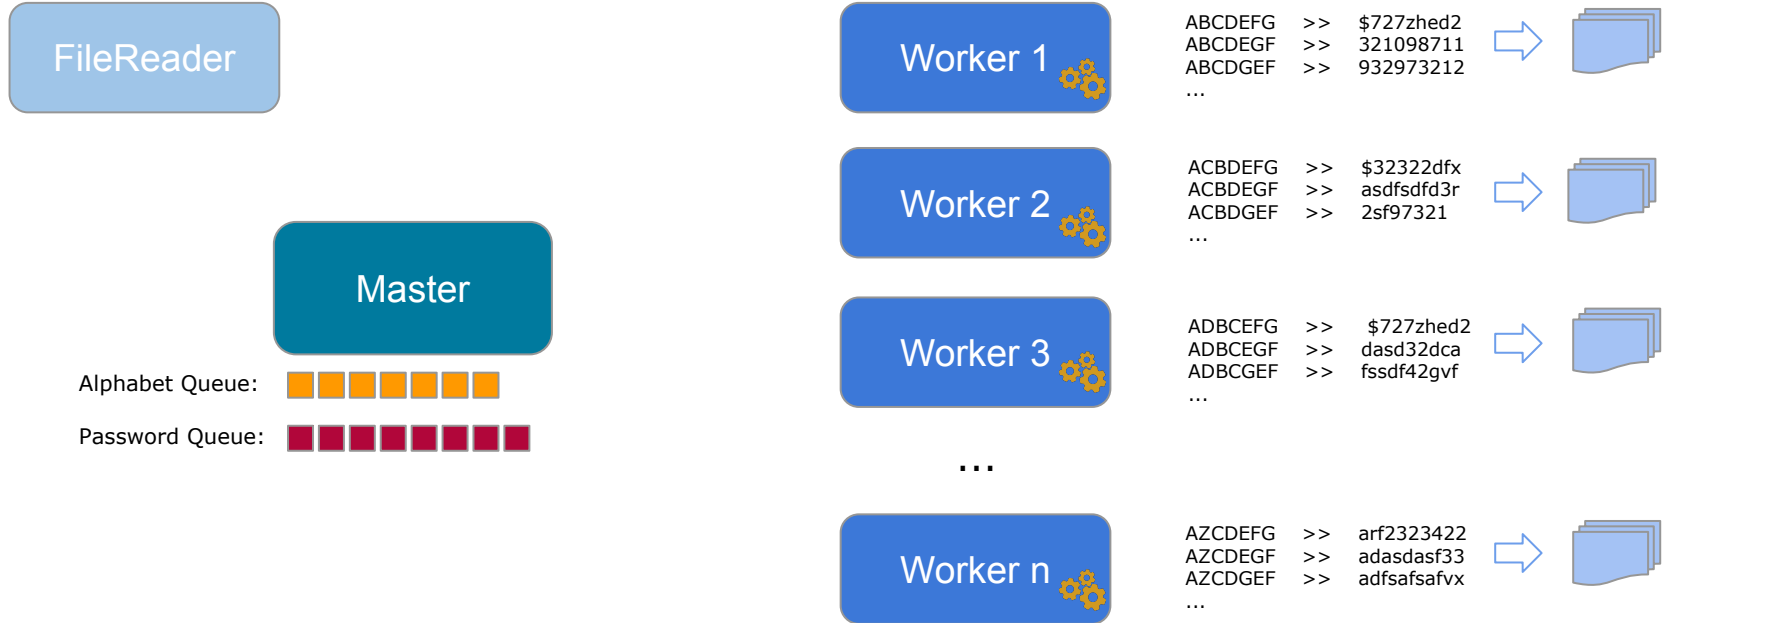 FileReader
Worker 1
ABCDEFG >> $727zhed2
ABCDEGF >> 321098711
ABCDGEF >> 932973212
...
Worker 2
ACBDEFG >> $32322dfx
ACBDEGF >> asdfsdfd3r
ACBDGEF >> 2sf97321
...
Master
Alphabet Queue:
Password Queue:
Worker 3
ADBCEFG >> $727zhed2
ADBCEGF >> dasd32dca
ADBCGEF >> fssdf42gvf
...
...
Worker n
AZCDEFG >> arf2323422
AZCDEGF >> adasdasf33
AZCDGEF >> adfsafsafvx
...